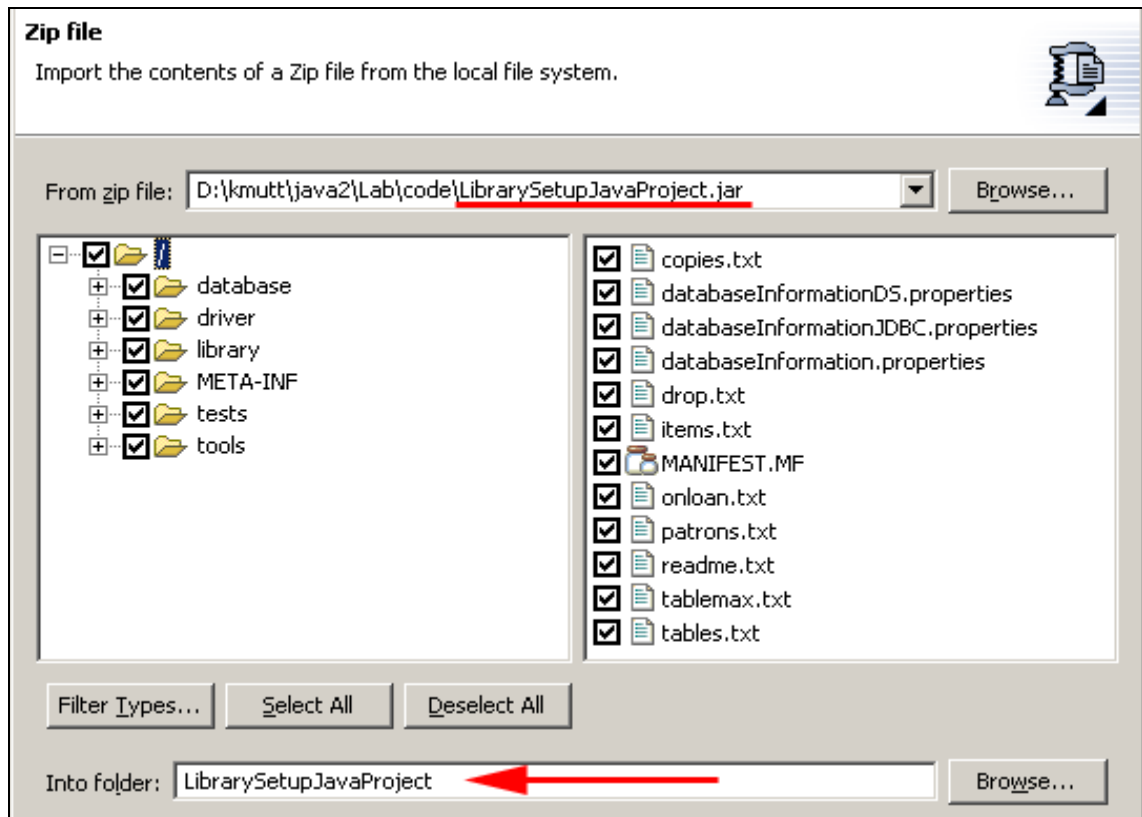 Zip file
Import the contents of a Zip file from the local file system.
From zip file: D:\kmutt\java2\Lab\code\LibrarySetupJavaProject.jar Browse...
/
database
driver
library
META-INF
tests
tools
copies.txt
databaseInformationDS.properties
databaseInformationJDBC.properties
databaseInformation.properties
drop.txt
items.txt
MANIFEST.MF
onloan.txt
patrons.txt
readme.txt
tablemax.txt
tables.txt
Filter Types... Select All Deselect All
Into folder: LibrarySetupJavaProject Browse...